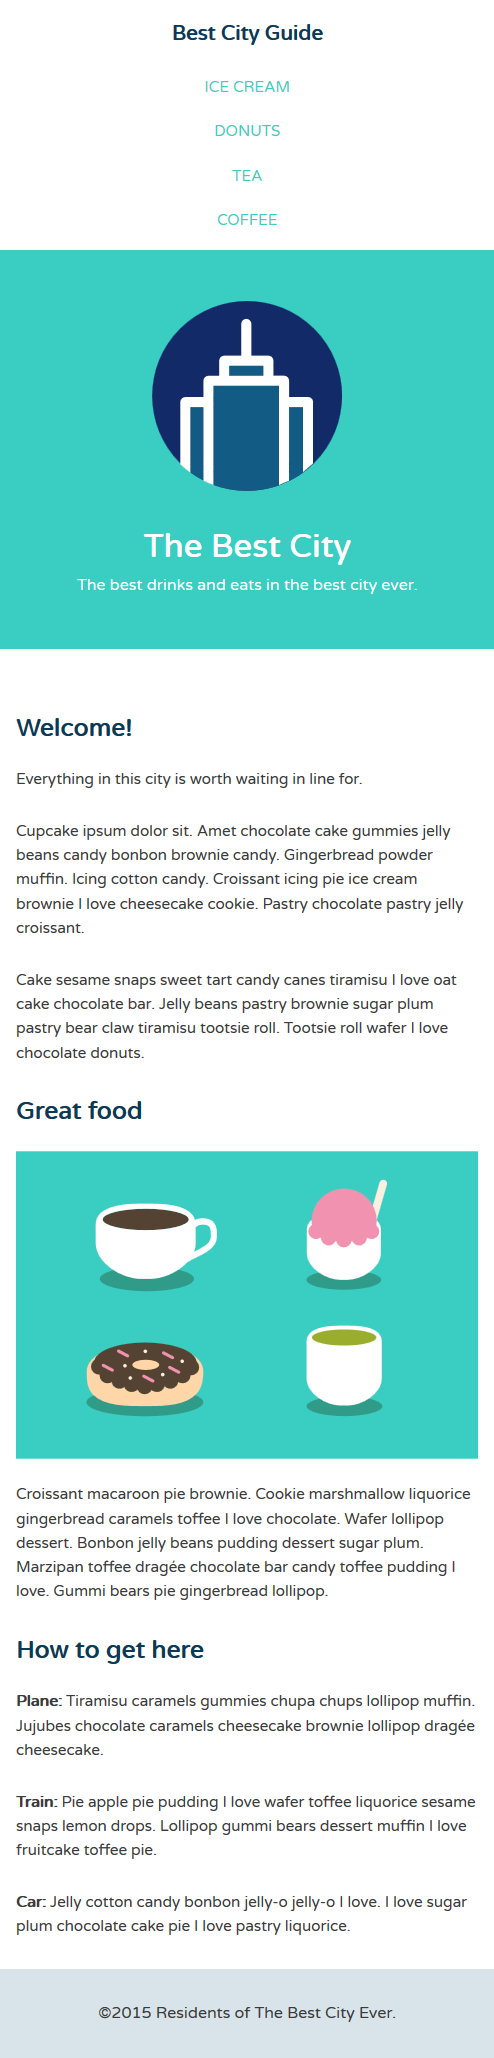 Best City Guide
ICE CREAM
DONUTS
TEA
COFFEE
The Best City
The best drinks and eats in the best city ever.
Welcome!
Everything in this city is worth waiting in line for.
Cupcake ipsum dolor sit. Amet chocolate cake gummies jelly
beans candy bonbon brownie candy. Gingerbread powder
muffin. Icing cotton candy. Croissant icing pie ice cream
brownie I love cheesecake cookie. Pastry chocolate pastry jelly
croissant.
Cake sesame snaps sweet tart candy canes tiramisu I love oat
cake chocolate bar. Jelly beans pastry brownie sugar plum
pastry bear claw tiramisu tootsie roll. Tootsie roll wafer I love
chocolate donuts.
Great food
Croissant macaroon pie brownie. Cookie marshmallow liquorice
gingerbread caramels toffee I love chocolate. Wafer lollipop
dessert. Bonbon jelly beans pudding dessert sugar plum.
Marzipan toffee dragée chocolate bar candy toffee pudding I
love. Gummi bears pie gingerbread lollipop.
How to get here
Plane: Tiramisu caramels gummies chupa chups lollipop muffin.
Jujubes chocolate caramels cheesecake brownie lollipop dragée
cheesecake.
Train: Pie apple pie pudding I love wafer toffee liquorice sesame
snaps lemon drops. Lollipop gummi bears dessert muffin I love
fruitcake toffee pie.
Car: Jelly cotton candy bonbon jelly-o jelly-o I love. I love sugar
plum chocolate cake pie I love pastry liquorice.
©2015 Residents of The Best City Ever.